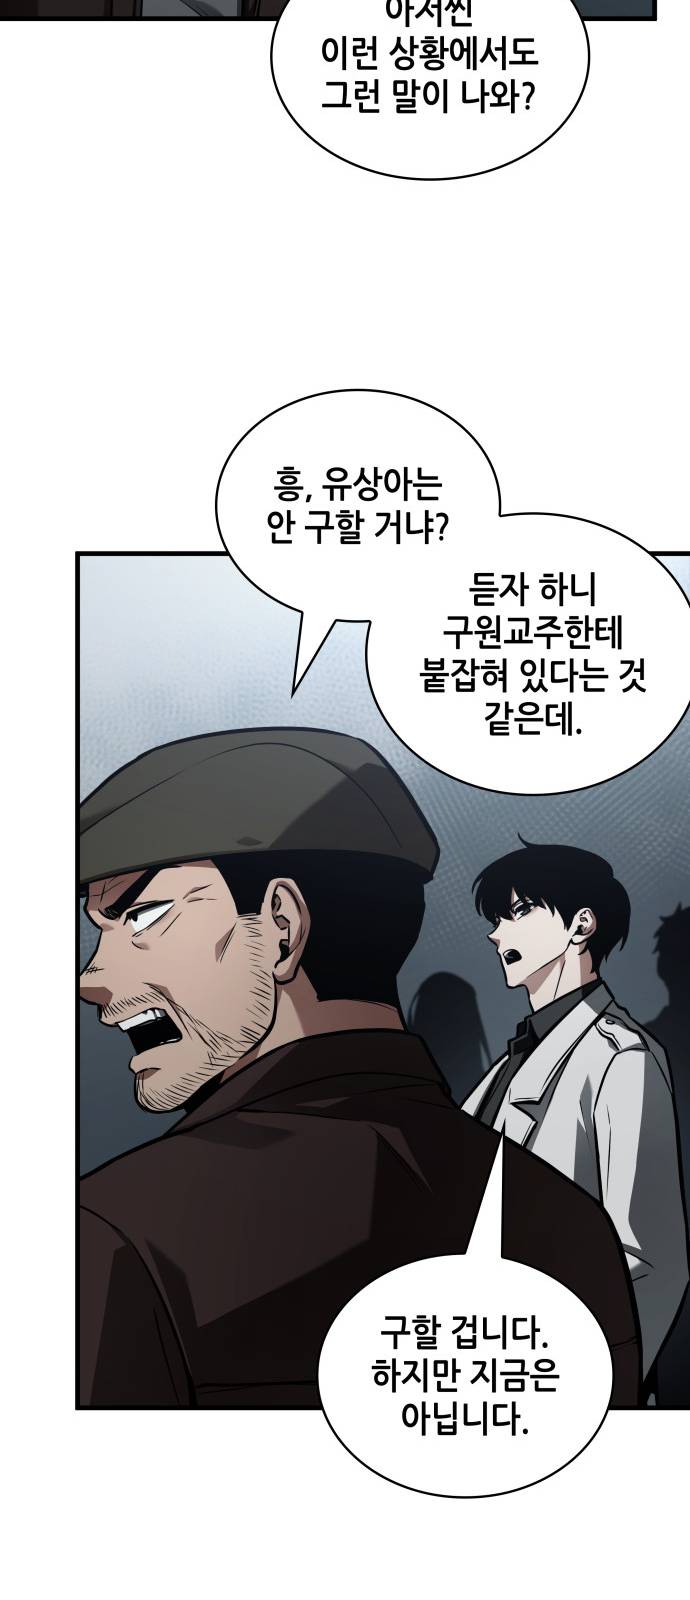 아저씬
이런 상황에서도
그런 말이 나와?
흥, 유상아는
안 구할 거냐?
듣자 하니
구원교주한테
붙잡혀 있다는 것
같은데.
구할 겁니다.
하지만 지금은
아닙니다.